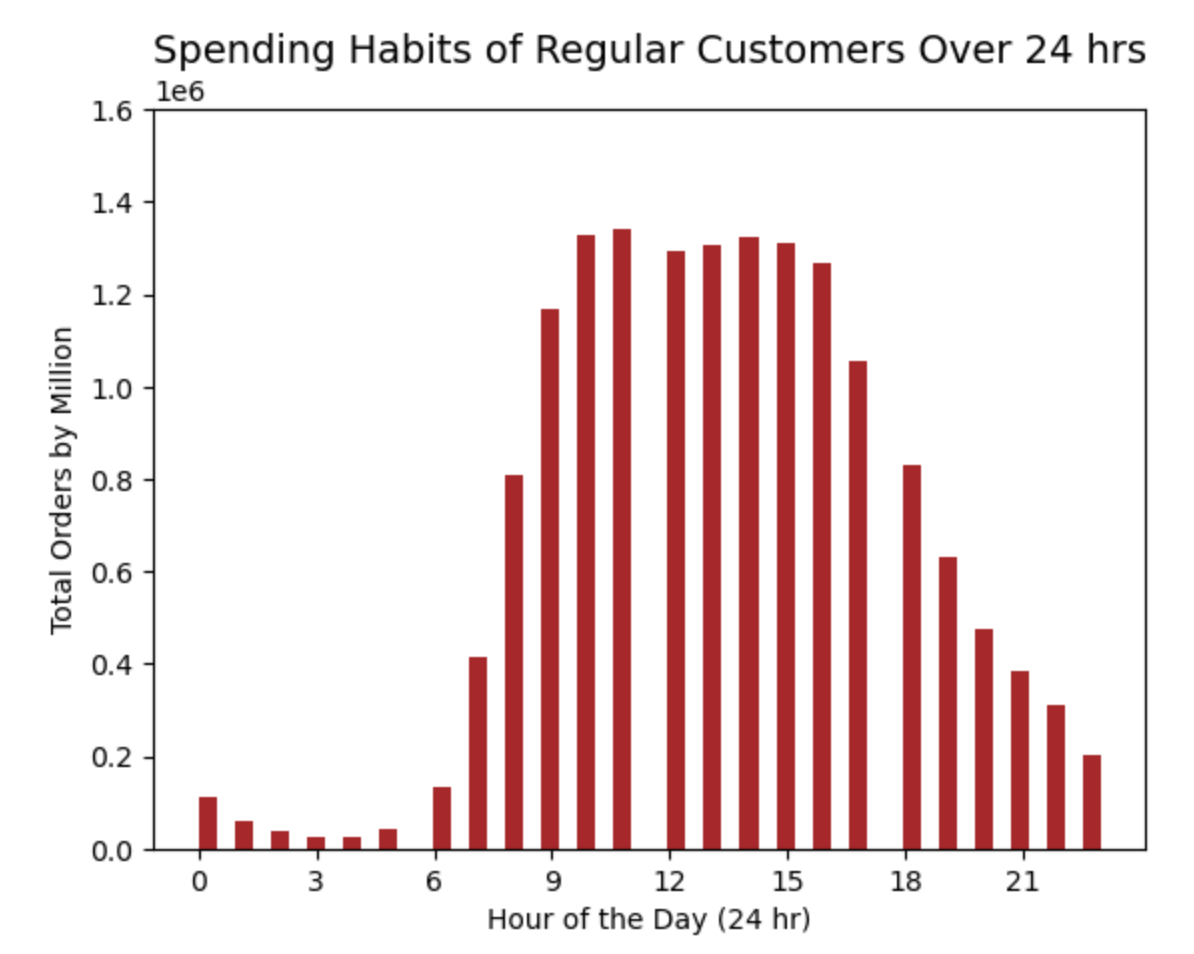 Spending Habits of Regular Customers Over 24 hrs
1e6
1.6
1.4
1.2
1.0
0.8
0.6
0.4
0.2
0.0
Total Orders by Million
0 3 6 9 12 15 18 21
Hour of the Day (24 hr)